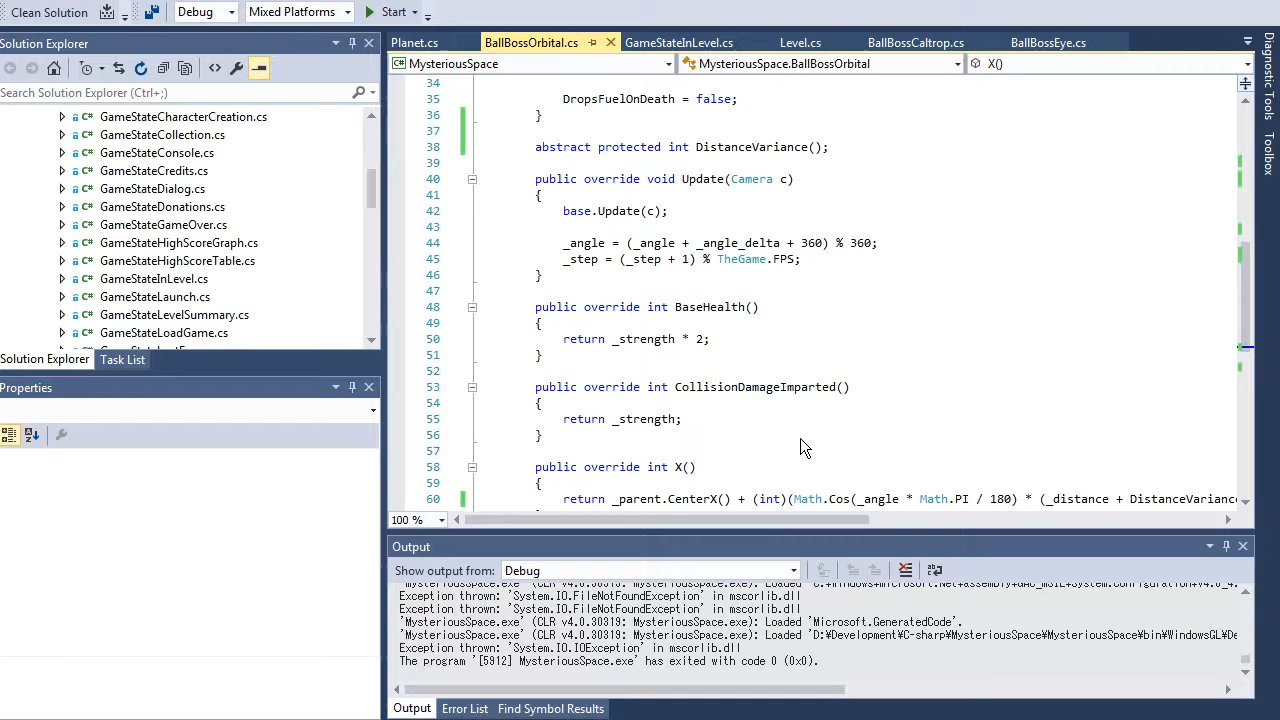 Clean Solution Debug Mixed Platforms Start
Solution Explorer
Search Solution Explorer (Ctrl+;)
GameStateCharacterCreation.cs
GameStateCollection.cs
GameStateConsole.cs
GameStateCredits.cs
GameStateDialog.cs
GameStateDonations.cs
GameStateGameOver.cs
GameStateHighScoreGraph.cs
GameStateHighScoreTable.cs
GameStateInLevel.cs
GameStateLaunch.cs
GameStateLevelSummary.cs
GameStateLoadGame.cs
Solution Explorer Task List
Properties
Planet.cs BallBossOrbital.cs GameStateInLevel.cs Level.cs BallBossCaltrop.cs BallBossEye.cs
MysteriousSpace MysteriousSpace.BallBossOrbital X()
34
35 DropsFuelOnDeath = false;
36 }
37
38 abstract protected int DistanceVariance();
39
40 public override void Update(Camera c)
41 {
42 base.Update(c);
43
44 _angle = (_angle + _angle_delta + 360) % 360;
45 _step = (_step + 1) % TheGame.FPS;
46 }
47
48 public override int BaseHealth()
49 {
50 return _strength * 2;
51 }
52
53 public override int CollisionDamageImparted()
54 {
55 return _strength;
56 }
57
58 public override int X()
59 {
60 return _parent.CenterX() + (int)(Math.Cos(_angle * Math.PI / 180) * (_distance + DistanceVariance
100 %
Output
Show output from: Debug
'MysteriousSpace.exe' (CLR v4.0.30319: MysteriousSpace.exe): Loaded
Exception thrown: 'System.IO.FileNotFoundException' in mscorlib.dll
Exception thrown: 'System.IO.FileNotFoundException' in mscorlib.dll
'MysteriousSpace.exe' (CLR v4.0.30319: MysteriousSpace.exe): Loaded 'Microsoft.GeneratedCode'.
'MysteriousSpace.exe' (CLR v4.0.30319: MysteriousSpace.exe): Loaded 'D:¥Development¥C-sharp¥MysteriousSpace¥MysteriousSpace¥bin¥WindowsGL¥De
Exception thrown: 'System.IO.IOException' in mscorlib.dll
The program '[5912] MysteriousSpace.exe' has exited with code 0 (0x0).
Output Error List Find Symbol Results
Diagnostic Tools
Toolbox